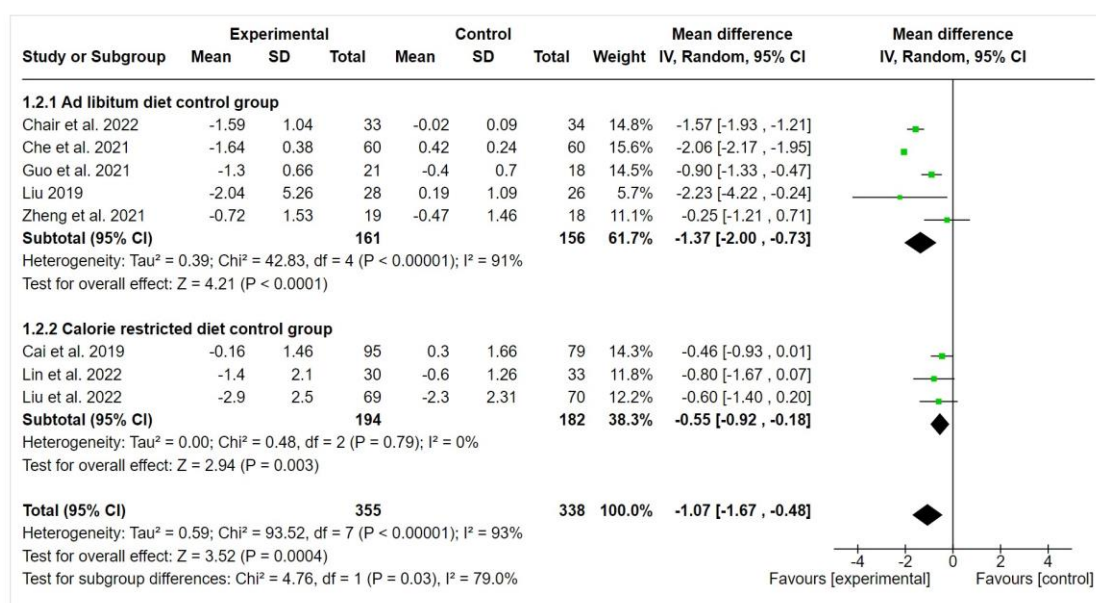 Experimental Control Mean difference Mean difference
Study or Subgroup Mean SD Total Mean SD Total Weight IV, Random, 95% CI IV, Random, 95% CI
1.2.1 Ad libitum diet control group
Chair et al. 2022 -1.59 1.04 33 -0.02 0.09 34 14.8% -1.57 [-1.93 , -1.21]
Che et al. 2021 -1.64 0.38 60 0.42 0.24 60 15.6% -2.06 [-2.17 , -1.95]
Guo et al. 2021 -1.3 0.66 21 -0.4 0.7 18 14.5% -0.90 [-1.33 , -0.47]
Liu 2019 -2.04 5.26 28 0.19 1.09 26 5.7% -2.23 [-4.22 , -0.24]
Zheng et al. 2021 -0.72 1.53 19 -0.47 1.46 18 11.1% -0.25 [-1.21 , 0.71]
Subtotal (95% CI) 161 156 61.7% -1.37 [-2.00 , -0.73]
Heterogeneity: Tau² = 0.39; Chi² = 42.83, df = 4 (P < 0.00001); I² = 91%
Test for overall effect: Z = 4.21 (P < 0.0001)
1.2.2 Calorie restricted diet control group
Cai et al. 2019 -0.16 1.46 95 0.3 1.66 79 14.3% -0.46 [-0.93 , 0.01]
Lin et al. 2022 -1.4 2.1 30 -0.6 1.26 33 11.8% -0.80 [-1.67 , 0.07]
Liu et al. 2022 -2.9 2.5 69 -2.3 2.31 70 12.2% -0.60 [-1.40 , 0.20]
Subtotal (95% CI) 194 182 38.3% -0.55 [-0.92 , -0.18]
Heterogeneity: Tau² = 0.00; Chi² = 0.48, df = 2 (P = 0.79); I² = 0%
Test for overall effect: Z = 2.94 (P = 0.003)
Total (95% CI) 355 338 100.0% -1.07 [-1.67 , -0.48]
Heterogeneity: Tau² = 0.59; Chi² = 93.52, df = 7 (P < 0.00001); I² = 93%
Test for overall effect: Z = 3.52 (P = 0.0004)
Test for subgroup differences: Chi² = 4.76, df = 1 (P = 0.03), I² = 79.0%
-4 -2 0 2 4
Favours [experimental] Favours [control]